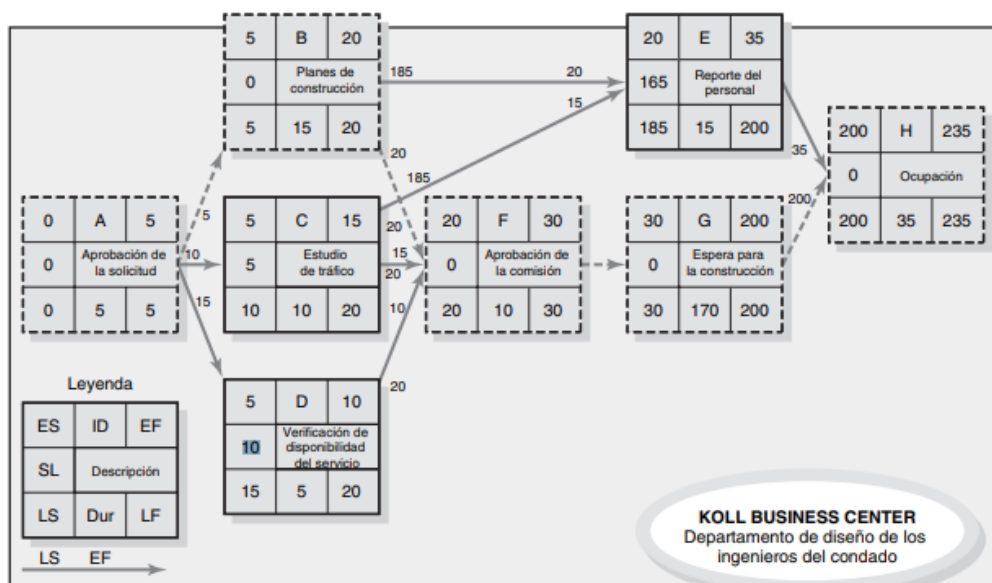 5 B 20
0 Planes de
construcción
5 15 20
20 E 35
165 Reporte del
personal
185 15 200
185 20
15
20
185
35
200 H 235
0 Ocupación
200 35 235
200
0 A 5
0 Aprobación de
la solicitud
0 5 5
5
10
15
5 C 15
5 Estudio
de tráfico
10 10 20
20
15
20
10
20
20 F 30
0 Aprobación de
la comisión
20 10 30
30 G 200
0 Espera para
la construcción
30 170 200
5 D 10
10 Verificación de
disponibilidad
del servicio
15 5 20
Leyenda
ES ID EF
SL Descripción
LS Dur LF
LS EF
KOLL BUSINESS CENTER
Departamento de diseño de los
ingenieros del condado